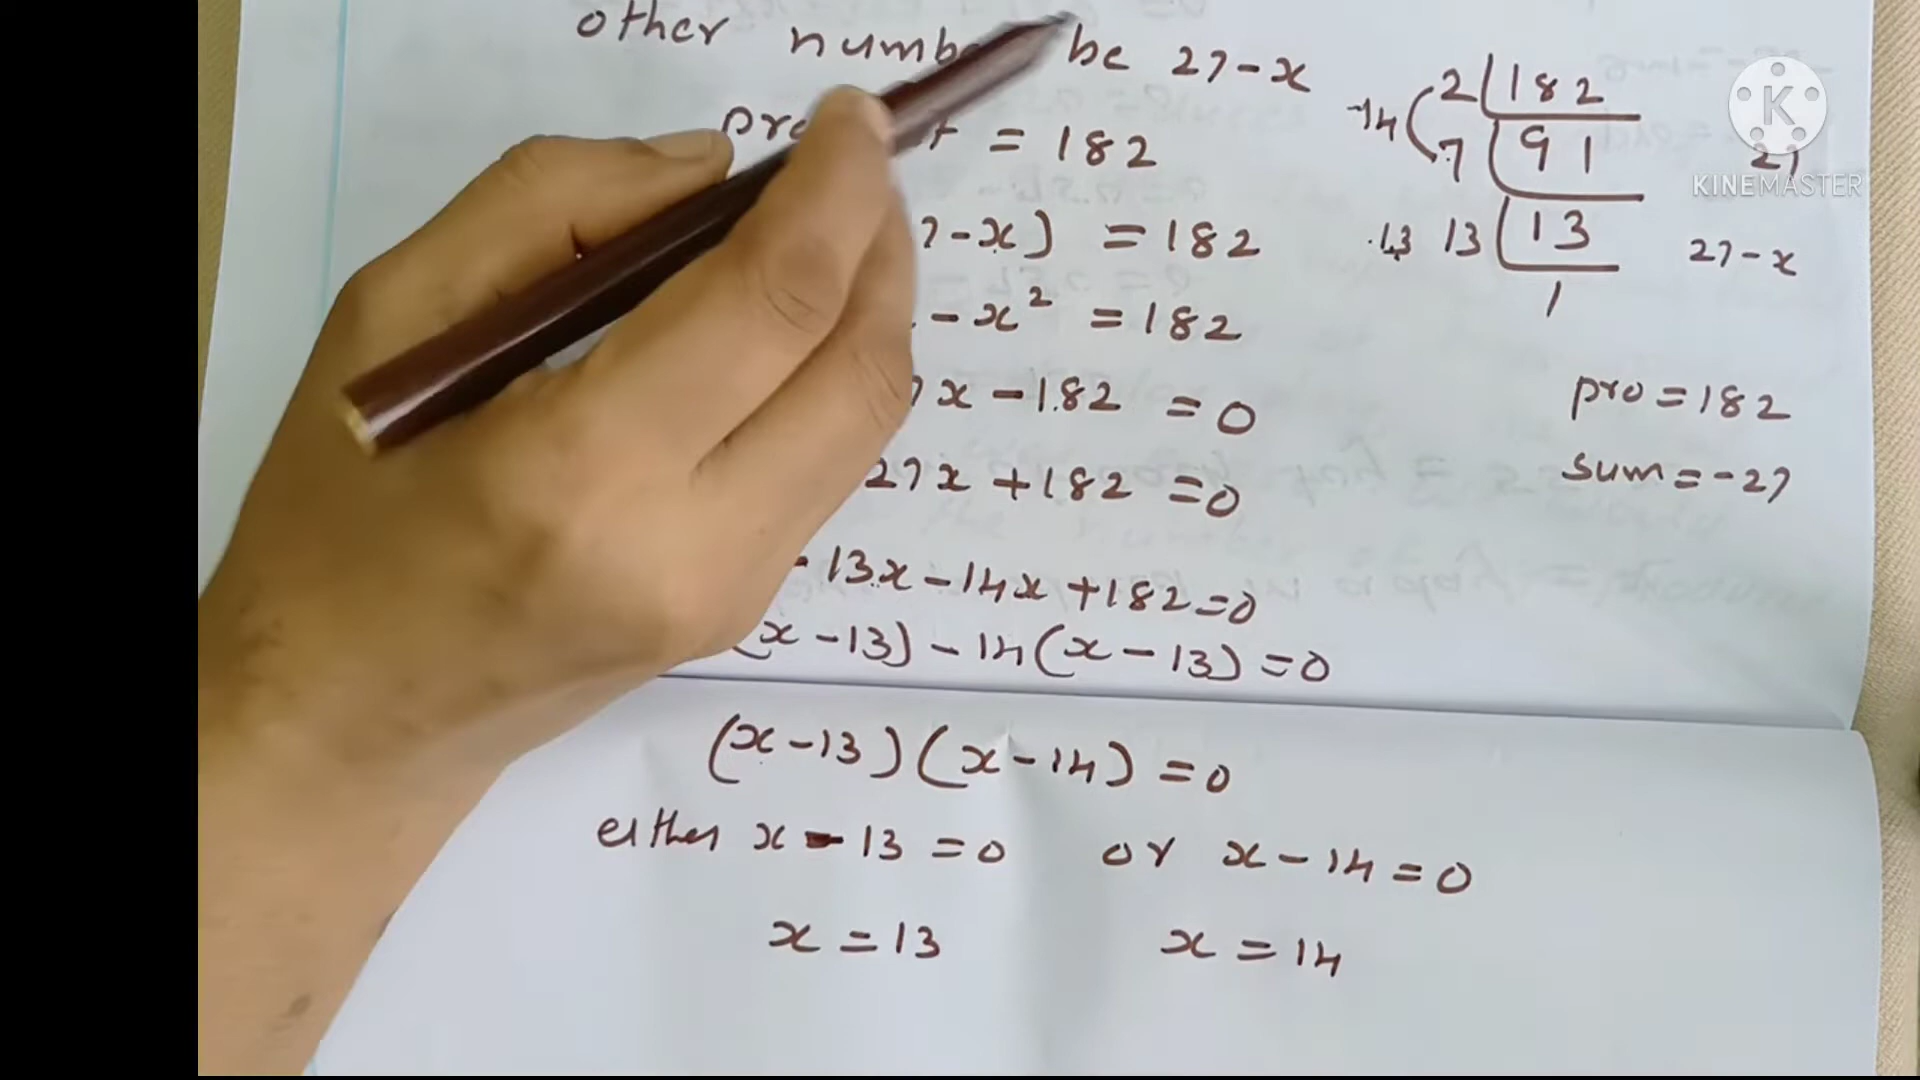 other be 27-x
= 182
-x) = 182
- x² = 182
x - 182 = 0
27x + 182 = 0
- 13x - 14x + 182 = 0
(x - 13) - 14(x - 13) = 0
(x - 13)(x - 14) = 0
either x - 13 = 0 or x - 14 = 0
x = 13 x = 14
2 182
-14 7 91
-13 13 13
1
27
27-x
pro = 182
sum = -27
K
KINEMASTER